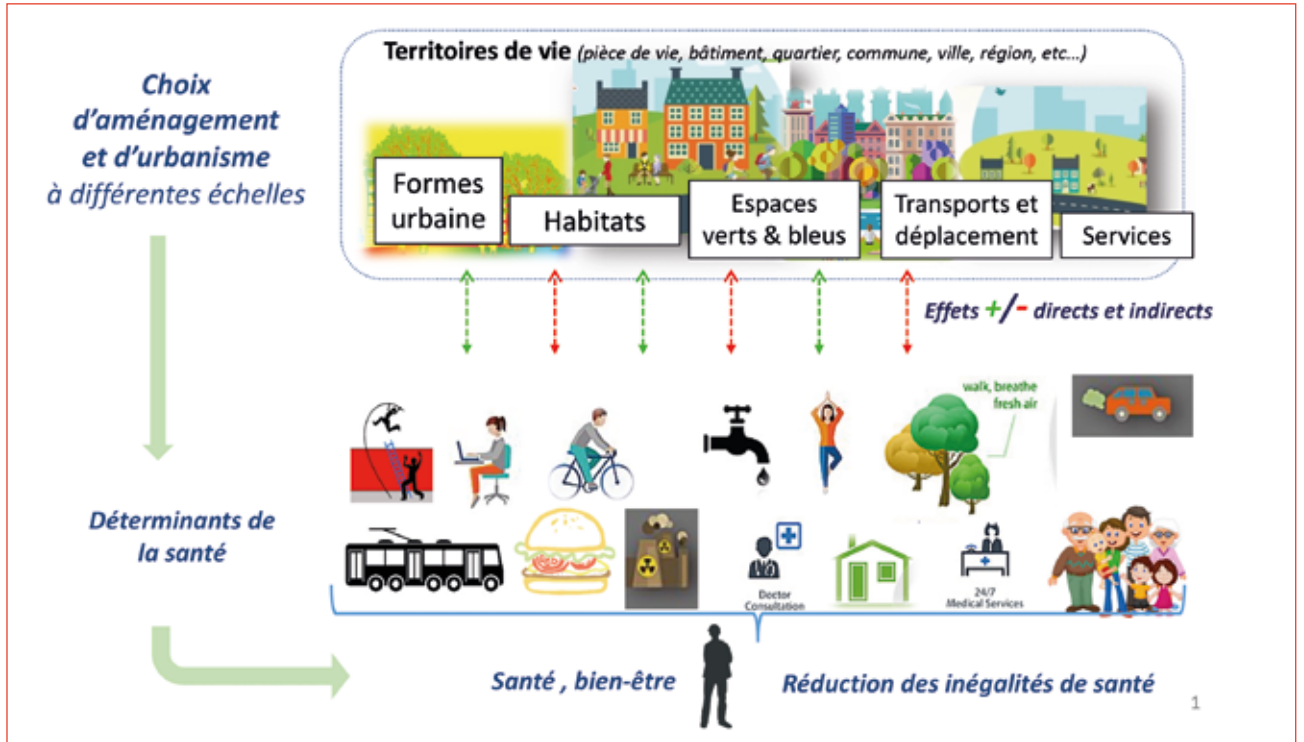 Territoires de vie (pièce de vie, bâtiment, quartier, commune, ville, région, etc...)
Choix
d'aménagement
et d'urbanisme
à différentes échelles
Formes
urbaine
Habitats
Espaces
verts & bleus
Transports et
déplacement
Services
Effets +/- directs et indirects
walk, breathe
fresh air
Déterminants de
la santé
Doctor
Consultation
24/7
Medical Services
Santé , bien-être
Réduction des inégalités de santé
1